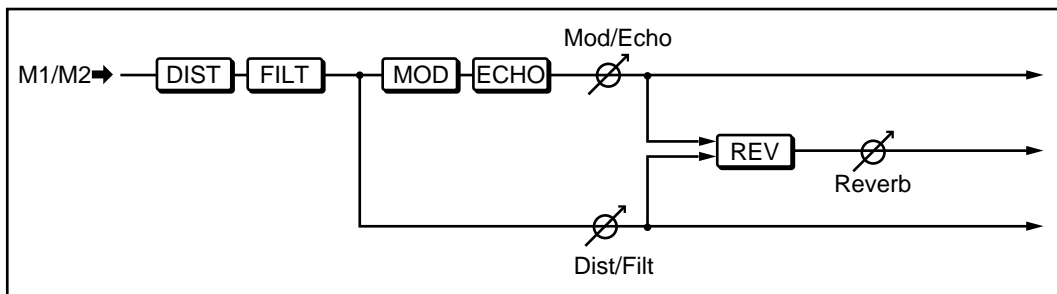 Mod/Echo
M1/M2 DIST FILT MOD ECHO
REV
Reverb
Dist/Filt